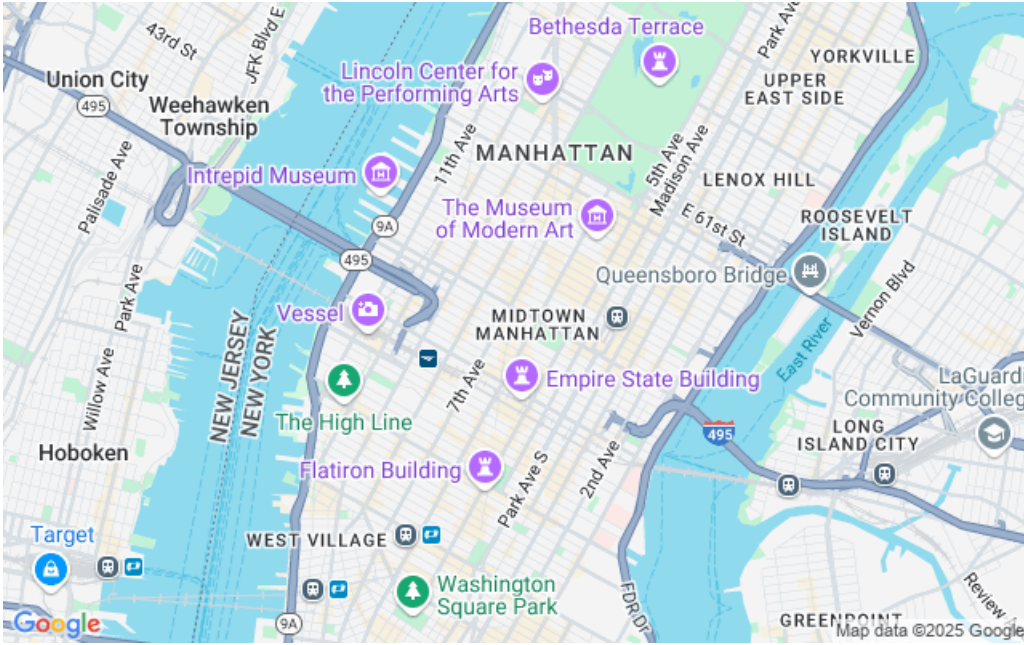 43rd St
JFK Blvd E
Bethesda Terrace
Park Ave
YORKVILLE
Union City
Lincoln Center for
the Performing Arts
UPPER
EAST SIDE
495
Weehawken
Township
11th Ave
MANHATTAN
5th Ave
Madison Ave
Palisade Ave
Intrepid Museum
LENOX HILL
The Museum
of Modern Art
E 61st St
ROOSEVELT
ISLAND
9A
495
Queensboro Bridge
Park Ave
Vernon Blvd
Vessel
MIDTOWN
MANHATTAN
NEW JERSEY
NEW YORK
East River
Willow Ave
7th Ave
Empire State Building
LaGuardi
Community Colleg
The High Line
495
LONG
ISLAND CITY
Hoboken
Flatiron Building
Park Ave S
2nd Ave
Target
WEST VILLAGE
Washington
Square Park
FDR Dr
Review
9A
GREENPOINT
Google
Map data ©2025 Google